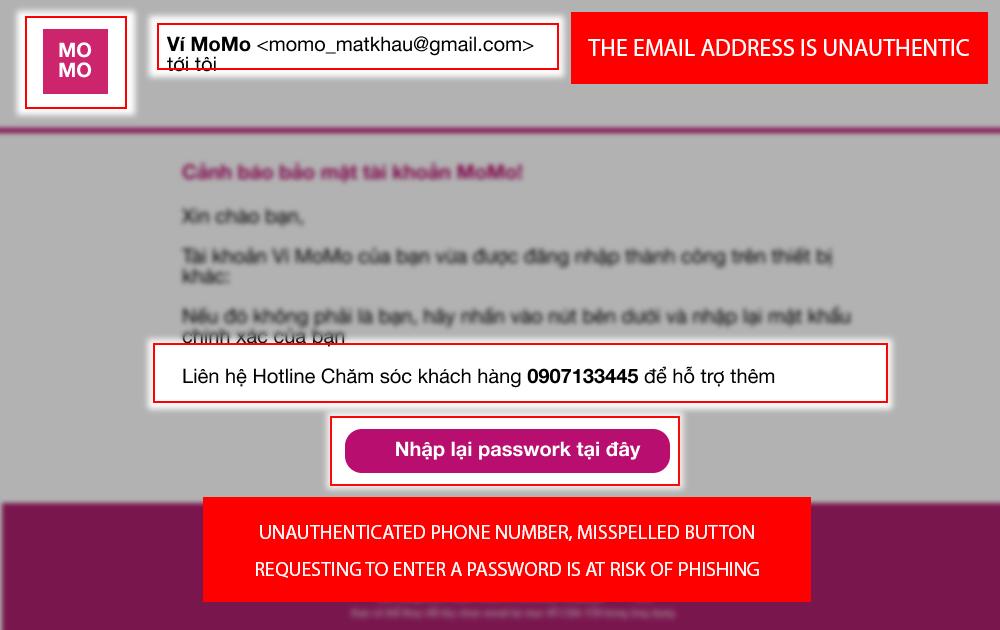 MO
MO
Ví MoMo <momo_matkhau@gmail.com>
tới tôi
THE EMAIL ADDRESS IS UNAUTHENTIC
Cảnh báo bảo mật tài khoản MoMo!
Xin chào bạn,
Tài khoản Ví MoMo của bạn vừa được đăng nhập thành công trên thiết bị
khác:
Nếu đó không phải là bạn, hãy nhấn vào nút bên dưới và nhập lại mật khẩu
chính xác của bạn
Liên hệ Hotline Chăm sóc khách hàng 0907133445 để hỗ trợ thêm
Nhập lại passwork tại đây
UNAUTHENTICATED PHONE NUMBER, MISSPELLED BUTTON
REQUESTING TO ENTER A PASSWORD IS AT RISK OF PHISHING